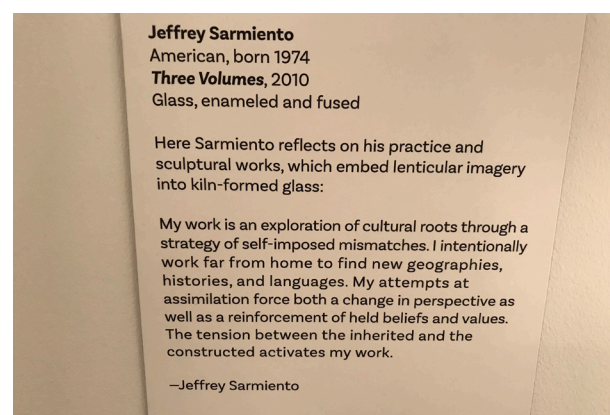 Jeffrey Sarmiento
American, born 1974
Three Volumes, 2010
Glass, enameled and fused
Here Sarmiento reflects on his practice and
sculptural works, which embed lenticular imagery
into kiln-formed glass:
My work is an exploration of cultural roots through a
strategy of self-imposed mismatches. I intentionally
work far from home to find new geographies,
histories, and languages. My attempts at
assimilation force both a change in perspective as
well as a reinforcement of held beliefs and values.
The tension between the inherited and the
constructed activates my work.
—Jeffrey Sarmiento